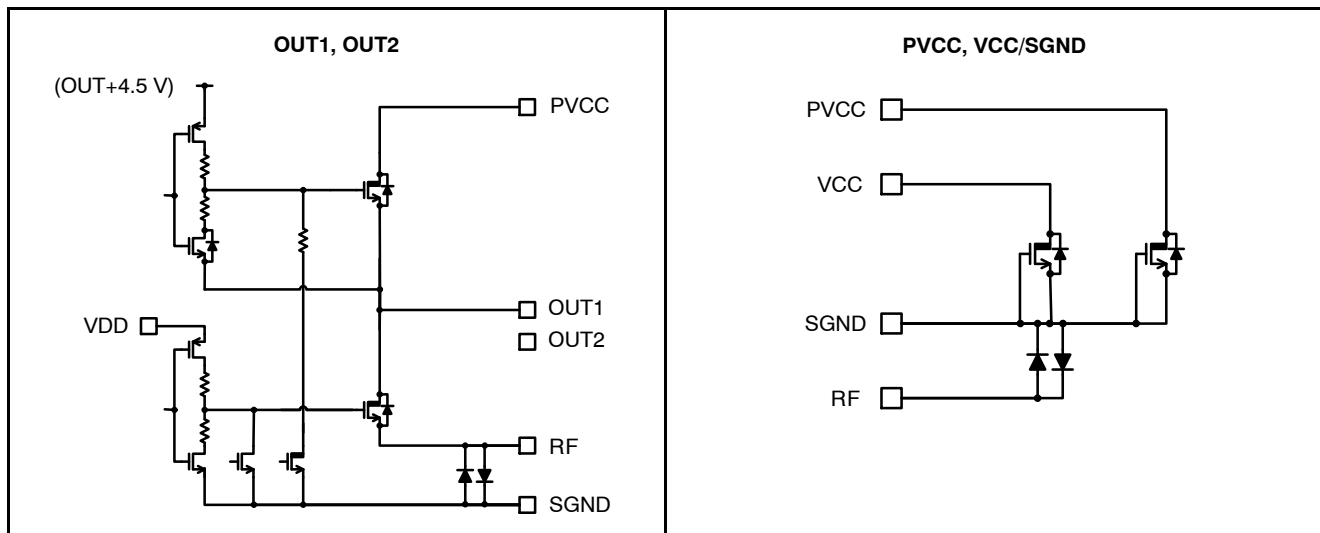 OUT1, OUT2
(OUT+4.5 V)
PVCC
OUT1
VDD
OUT2
RF
SGND
PVCC, VCC/SGND
PVCC
VCC
SGND
RF